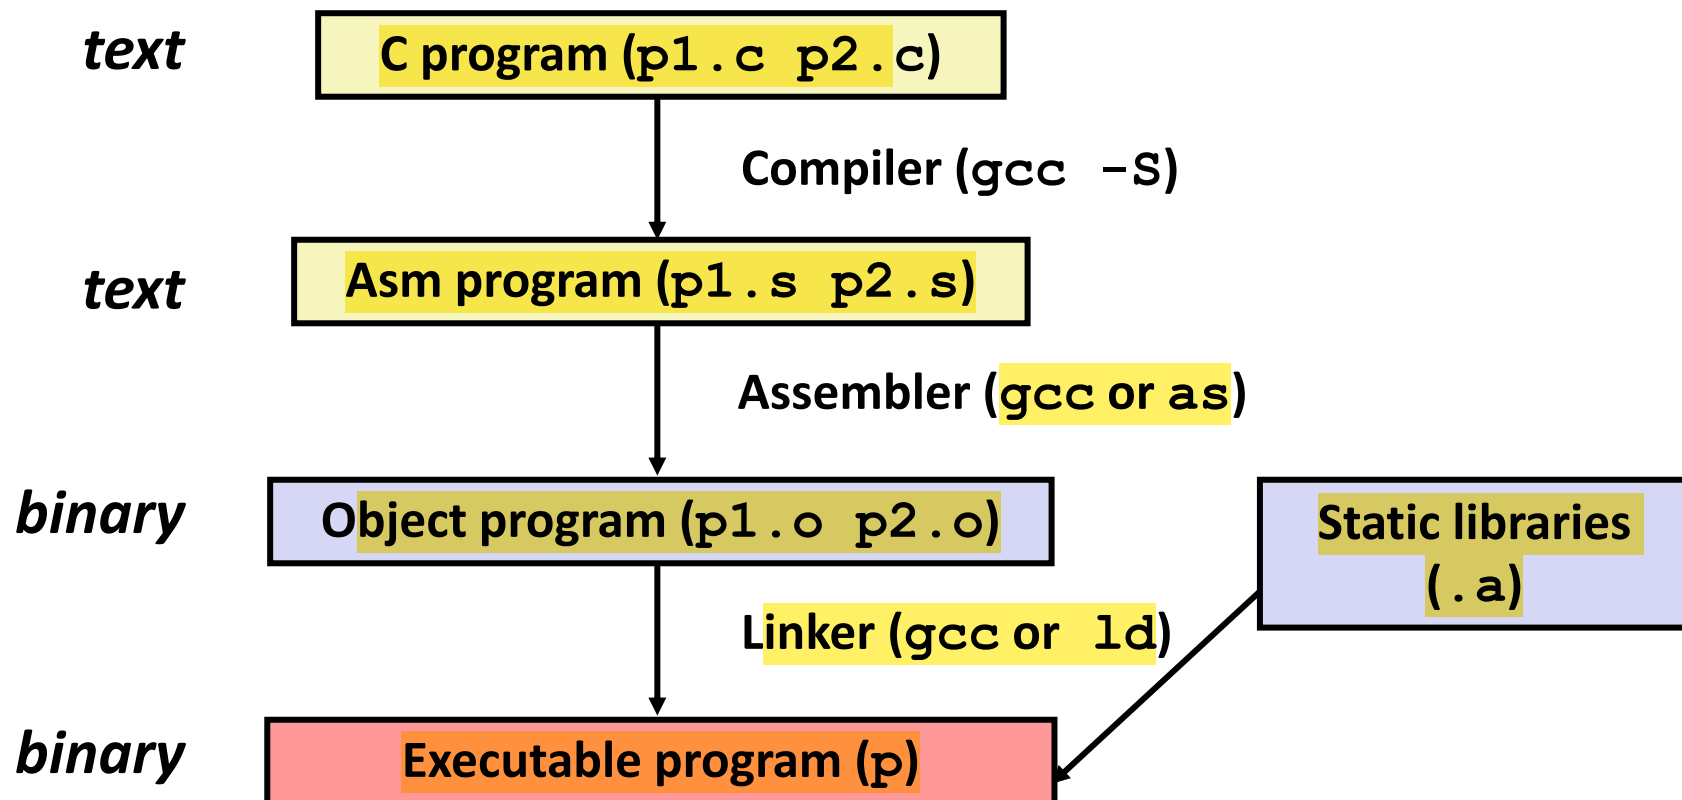 text
C program (p1.c p2.c)
Compiler (gcc -S)
text
Asm program (p1.s p2.s)
Assembler (gcc or as)
binary
Object program (p1.o p2.o)
Static libraries
(.a)
Linker (gcc or ld)
binary
Executable program (p)